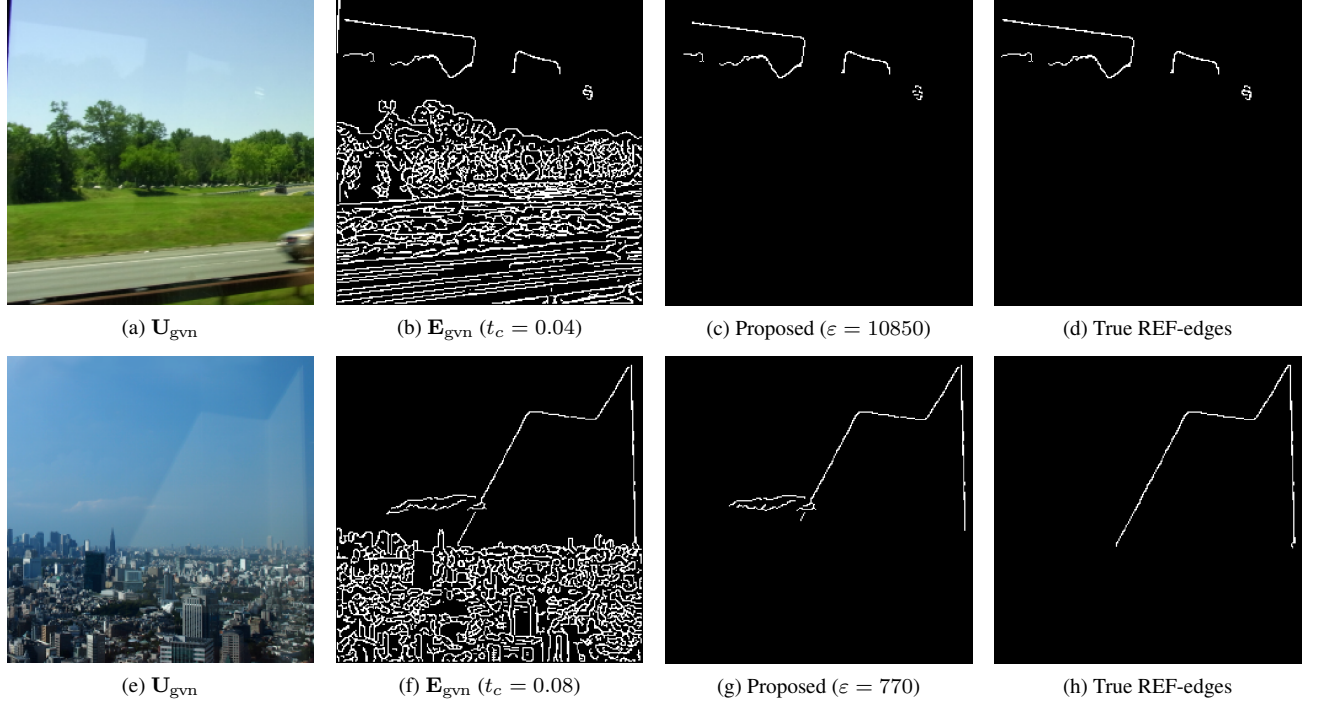 (a) U_gvn
(b) E_gvn (t_c = 0.04)
(c) Proposed (ε = 10850)
(d) True REF-edges
(e) U_gvn
(f) E_gvn (t_c = 0.08)
(g) Proposed (ε = 770)
(h) True REF-edges